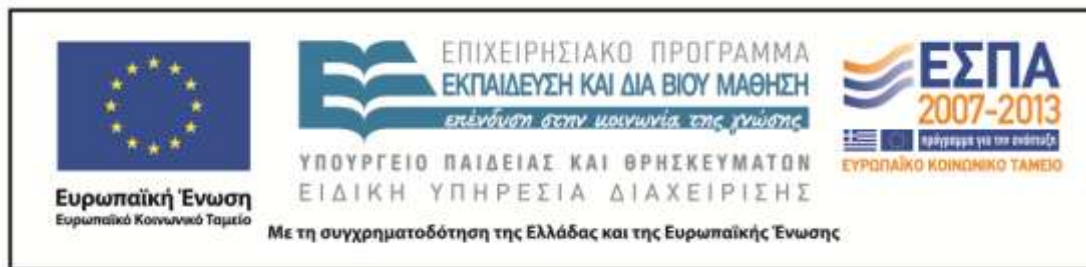 ΕΠΙΧΕΙΡΗΣΙΑΚΟ ΠΡΟΓΡΑΜΜΑ
ΕΚΠΑΙΔΕΥΣΗ ΚΑΙ ΔΙΑ ΒΙΟΥ ΜΑΘΗΣΗ
επένδυση στην κοινωνία της γνώσης
ΥΠΟΥΡΓΕΙΟ ΠΑΙΔΕΙΑΣ ΚΑΙ ΘΡΗΣΚΕΥΜΑΤΩΝ
ΕΙΔΙΚΗ ΥΠΗΡΕΣΙΑ ΔΙΑΧΕΙΡΙΣΗΣ
Ευρωπαϊκή Ένωση
Ευρωπαϊκό Κοινωνικό Ταμείο
ΕΣΠΑ
2007-2013
πρόγραμμα για την ανάπτυξη
ΕΥΡΩΠΑΪΚΟ ΚΟΙΝΩΝΙΚΟ ΤΑΜΕΙΟ
Με τη συγχρηματοδότηση της Ελλάδας και της Ευρωπαϊκής Ένωσης